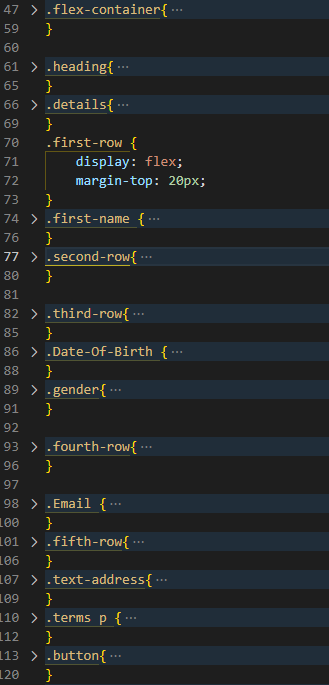 47 > .flex-container{ ···
59 }
60
61 > .heading{ ···
65 }
66 > .details{ ···
69 }
70 .first-row {
71 display: flex;
72 margin-top: 20px;
73 }
74 > .first-name { ···
76 }
77 > .second-row{ ···
80 }
81
82 > .third-row{ ···
85 }
86 > .Date-Of-Birth { ···
88 }
89 > .gender{ ···
91 }
92
93 > .fourth-row{ ···
96 }
97
98 > .Email { ···
100 }
101 > .fifth-row{ ···
106 }
107 > .text-address{ ···
109 }
110 > .terms p { ···
112 }
113 > .button{ ···
120 }